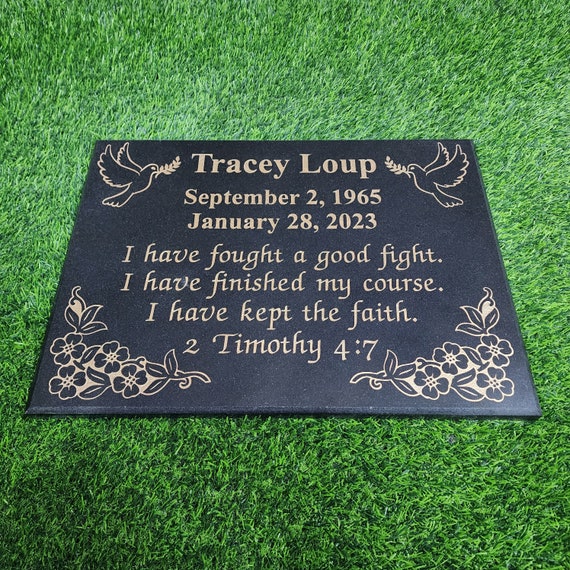 Tracey Loup
September 2, 1965
January 28, 2023
I have fought a good fight.
I have finished my course.
I have kept the faith.
2 Timothy 4:7